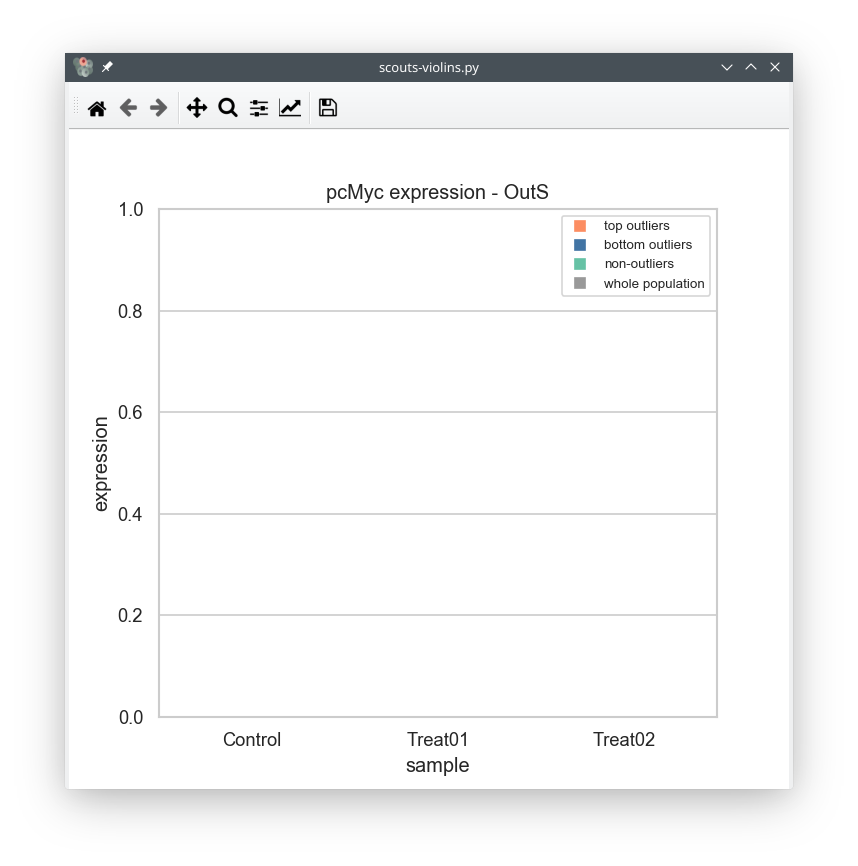 scouts-violins.py
pcMyc expression - OutS
1.0
0.8
0.6
0.4
0.2
0.0
expression
top outliers
bottom outliers
non-outliers
whole population
Control
Treat01
Treat02
sample